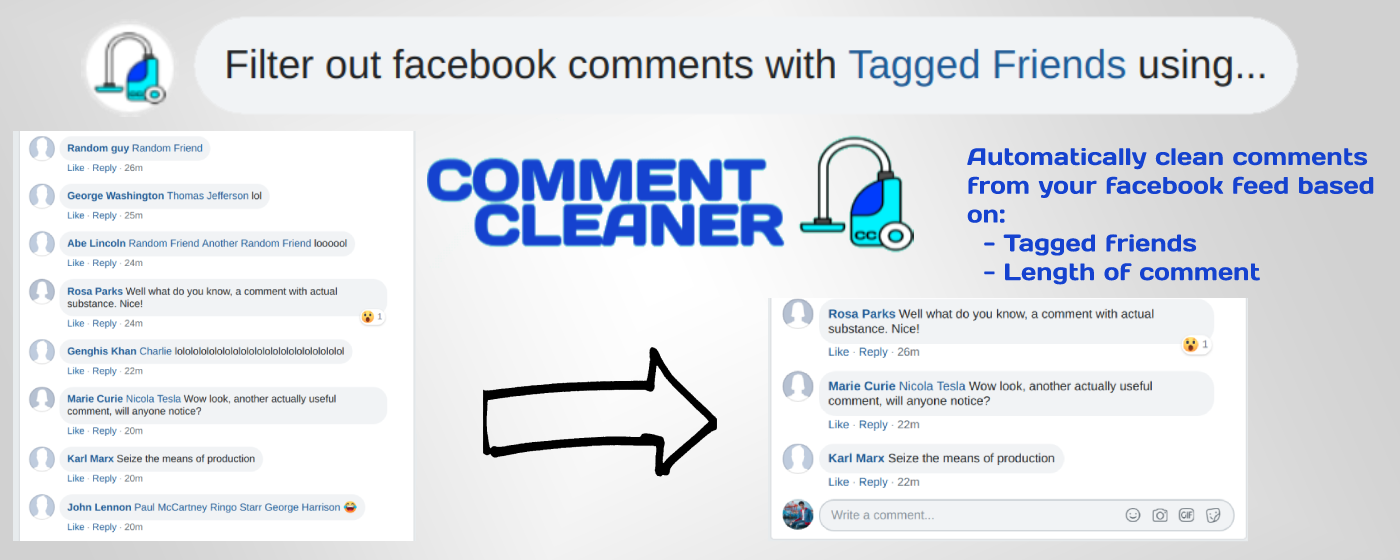 Filter out facebook comments with Tagged Friends using...
Random guy Random Friend
Like · Reply · 26m
George Washington Thomas Jefferson lol
Like · Reply · 25m
Abe Lincoln Random Friend Another Random Friend loooool
Like · Reply · 24m
Rosa Parks Well what do you know, a comment with actual
substance. Nice!
1
Like · Reply · 24m
Genghis Khan Charlie lolololololololololololololololololololol
Like · Reply · 22m
Marie Curie Nicola Tesla Wow look, another actually useful
comment, will anyone notice?
Like · Reply · 20m
Karl Marx Seize the means of production
Like · Reply · 20m
John Lennon Paul McCartney Ringo Starr George Harrison 😂
Like · Reply · 20m
COMMENT
CLEANER
CC
Automatically clean comments
from your facebook feed based
on:
- Tagged friends
- Length of comment
Rosa Parks Well what do you know, a comment with actual
substance. Nice!
1
Like · Reply · 26m
Marie Curie Nicola Tesla Wow look, another actually useful
comment, will anyone notice?
Like · Reply · 22m
Karl Marx Seize the means of production
Like · Reply · 22m
Write a comment...
GIF